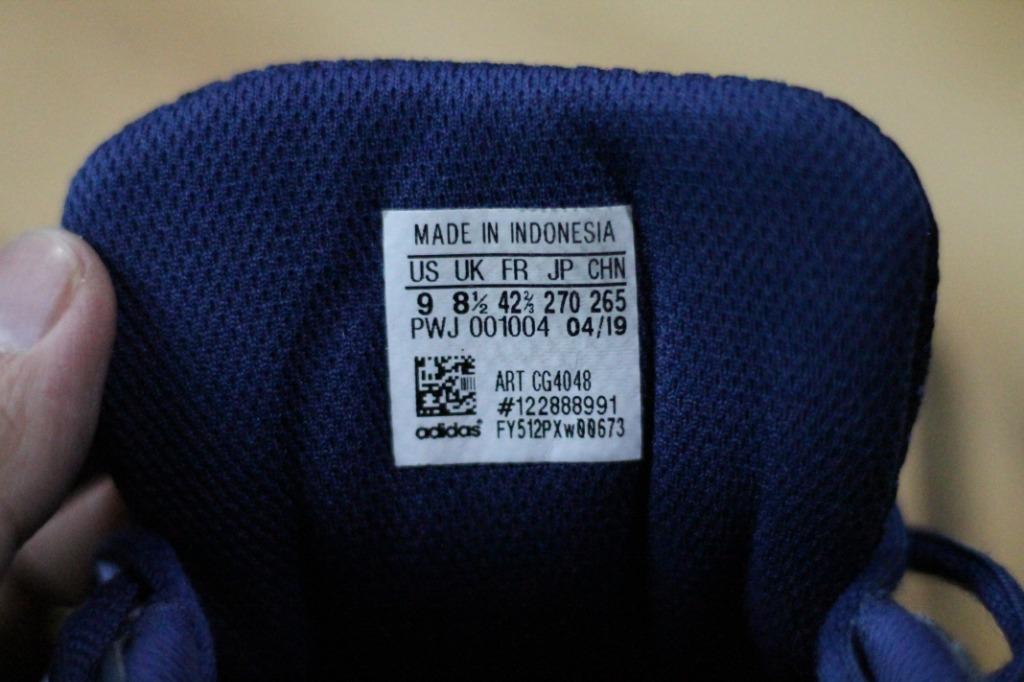 MADE IN INDONESIA
US UK FR JP CHN
9 8½ 42⅔ 270 265
PWJ 001004 04/19
ART CG4048
#122888991
adidas FY512PXw00673